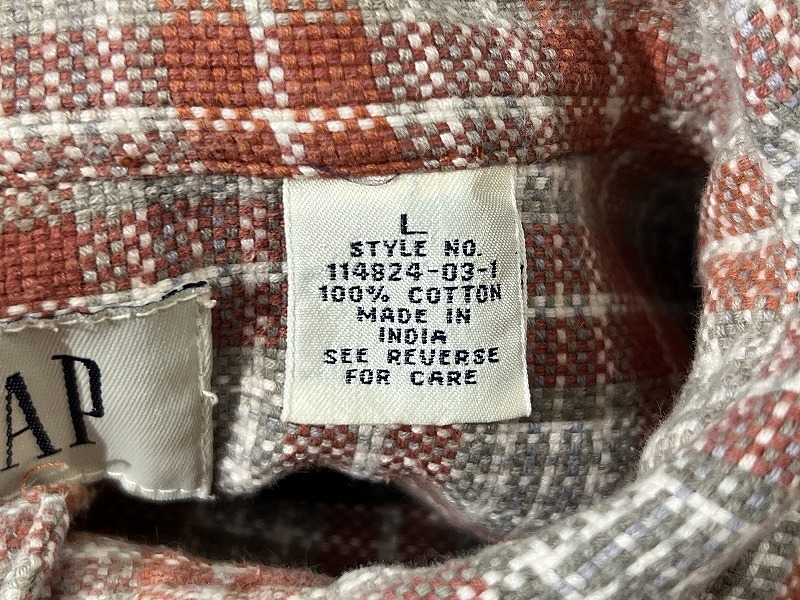 L
STYLE NO.
114824-03-1
100% COTTON
MADE IN
INDIA
SEE REVERSE
FOR CARE
AP